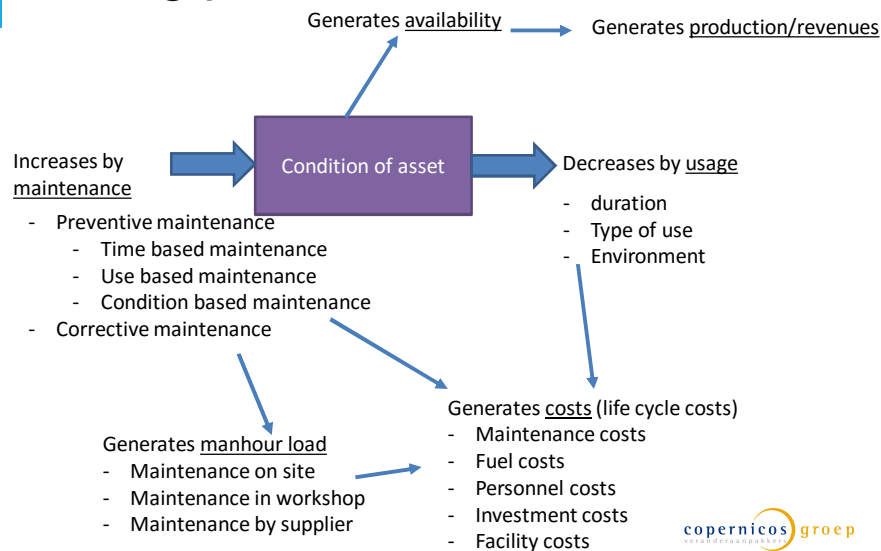 Generates availability
Generates production/revenues
Condition of asset
Increases by
maintenance
- Preventive maintenance
- Time based maintenance
- Use based maintenance
- Condition based maintenance
- Corrective maintenance
Decreases by usage
- duration
- Type of use
- Environment
Generates manhour load
- Maintenance on site
- Maintenance in workshop
- Maintenance by supplier
Generates costs (life cycle costs)
- Maintenance costs
- Fuel costs
- Personnel costs
- Investment costs
- Facility costs
copernicos groep
veranderaanpakkers